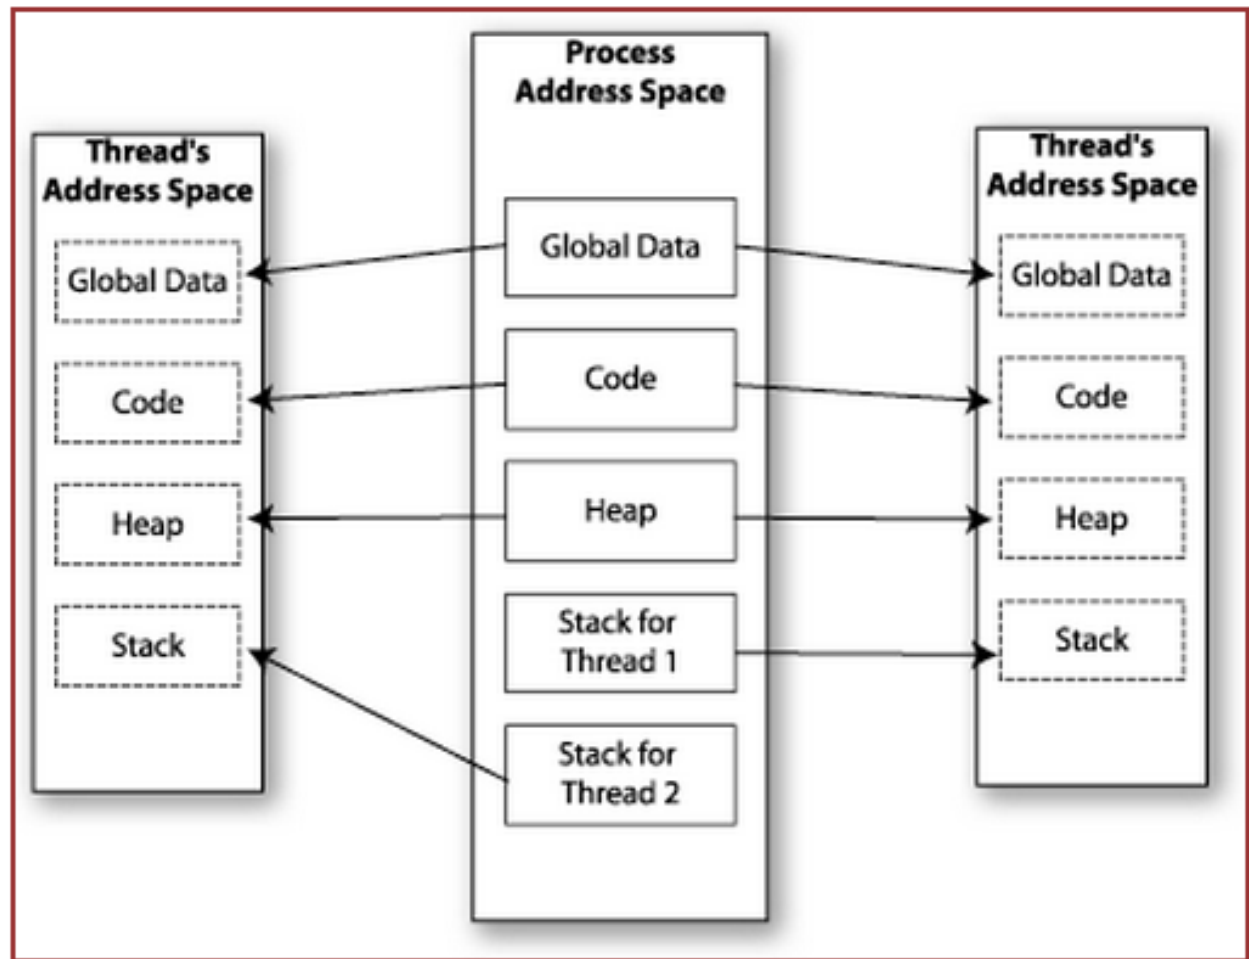 Process
Address Space
Global Data
Code
Heap
Stack for
Thread 1
Stack for
Thread 2
Thread's
Address Space
Global Data
Code
Heap
Stack
Thread's
Address Space
Global Data
Code
Heap
Stack